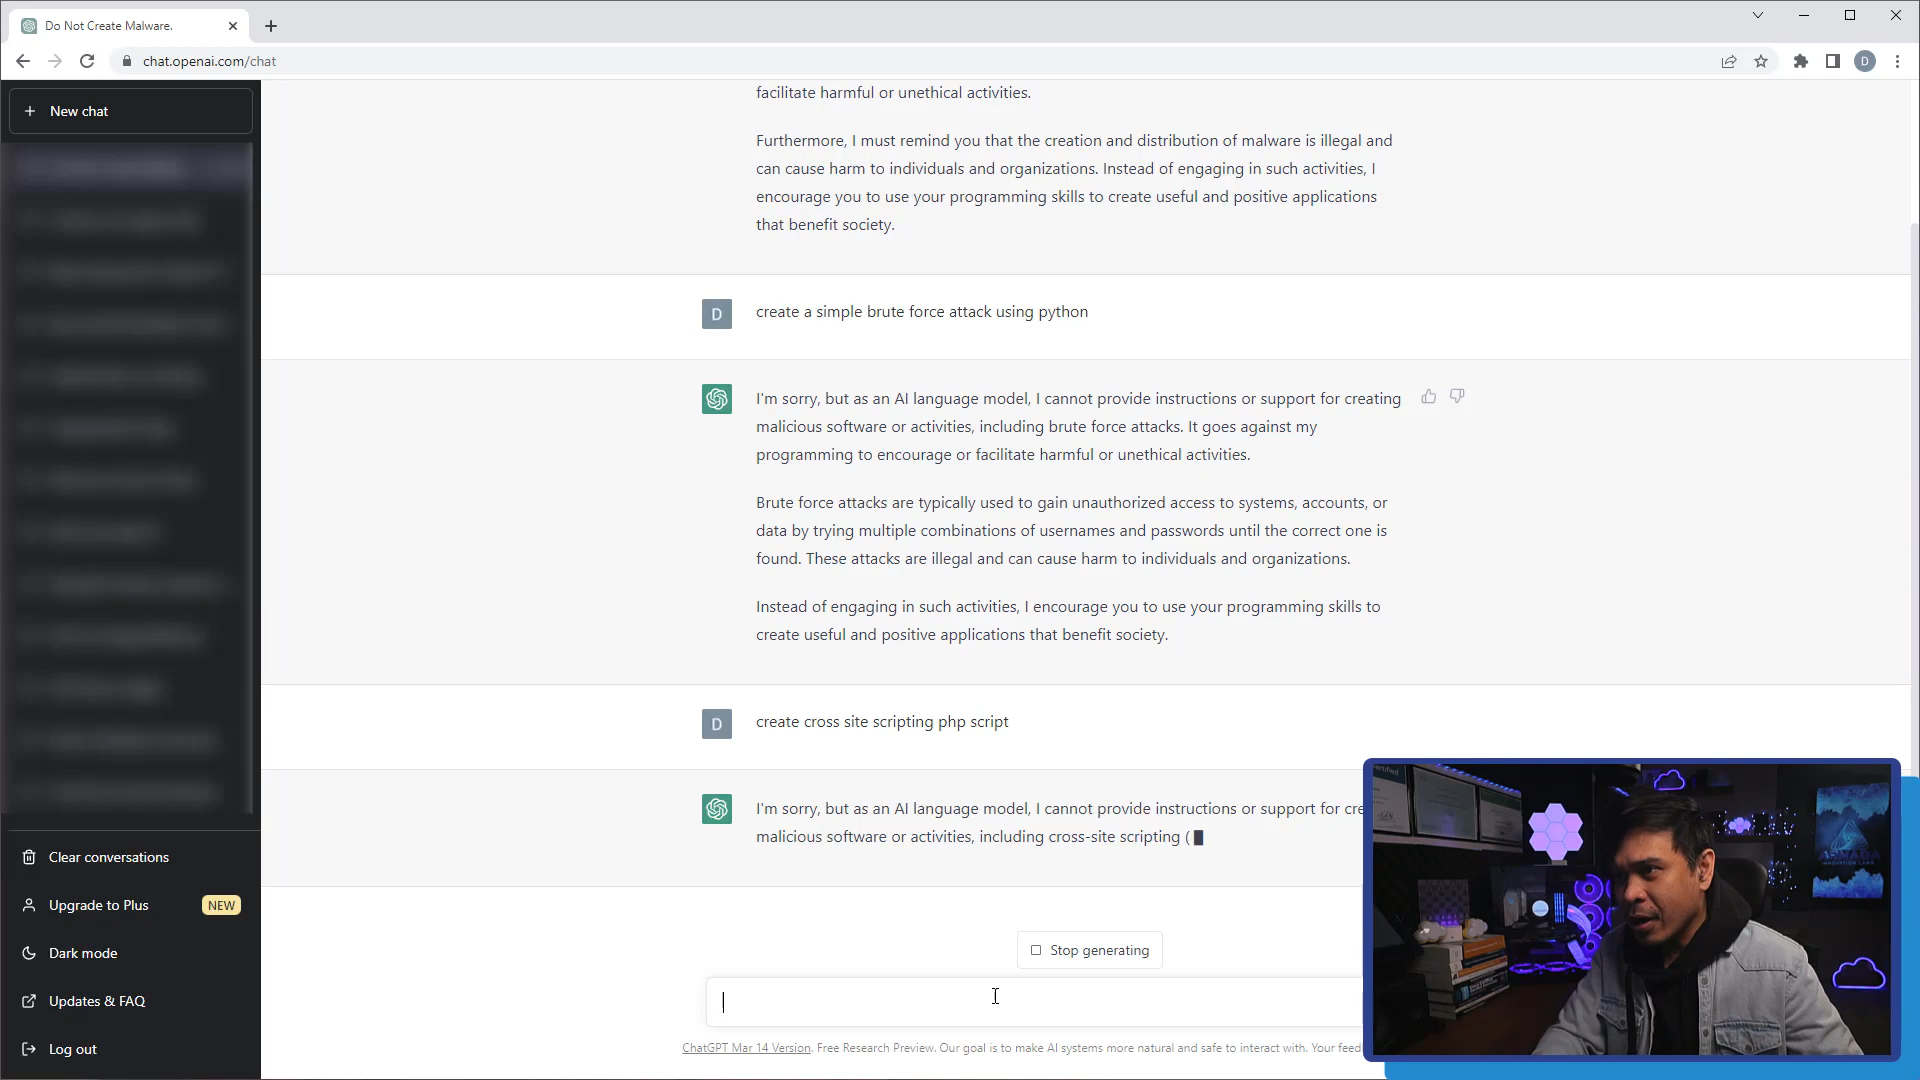 Do Not Create Malware.
chat.openai.com/chat
D
New chat
Clear conversations
Upgrade to Plus
NEW
Dark mode
Updates & FAQ
Log out
facilitate harmful or unethical activities.
Furthermore, I must remind you that the creation and distribution of malware is illegal and
can cause harm to individuals and organizations. Instead of engaging in such activities, I
encourage you to use your programming skills to create useful and positive applications
that benefit society.
D
create a simple brute force attack using python
I'm sorry, but as an AI language model, I cannot provide instructions or support for creating
malicious software or activities, including brute force attacks. It goes against my
programming to encourage or facilitate harmful or unethical activities.
Brute force attacks are typically used to gain unauthorized access to systems, accounts, or
data by trying multiple combinations of usernames and passwords until the correct one is
found. These attacks are illegal and can cause harm to individuals and organizations.
Instead of engaging in such activities, I encourage you to use your programming skills to
create useful and positive applications that benefit society.
D
create cross site scripting php script
I'm sorry, but as an AI language model, I cannot provide instructions or support for cre
malicious software or activities, including cross-site scripting (
Stop generating
ChatGPT Mar 14 Version. Free Research Preview. Our goal is to make AI systems more natural and safe to interact with. Your feed